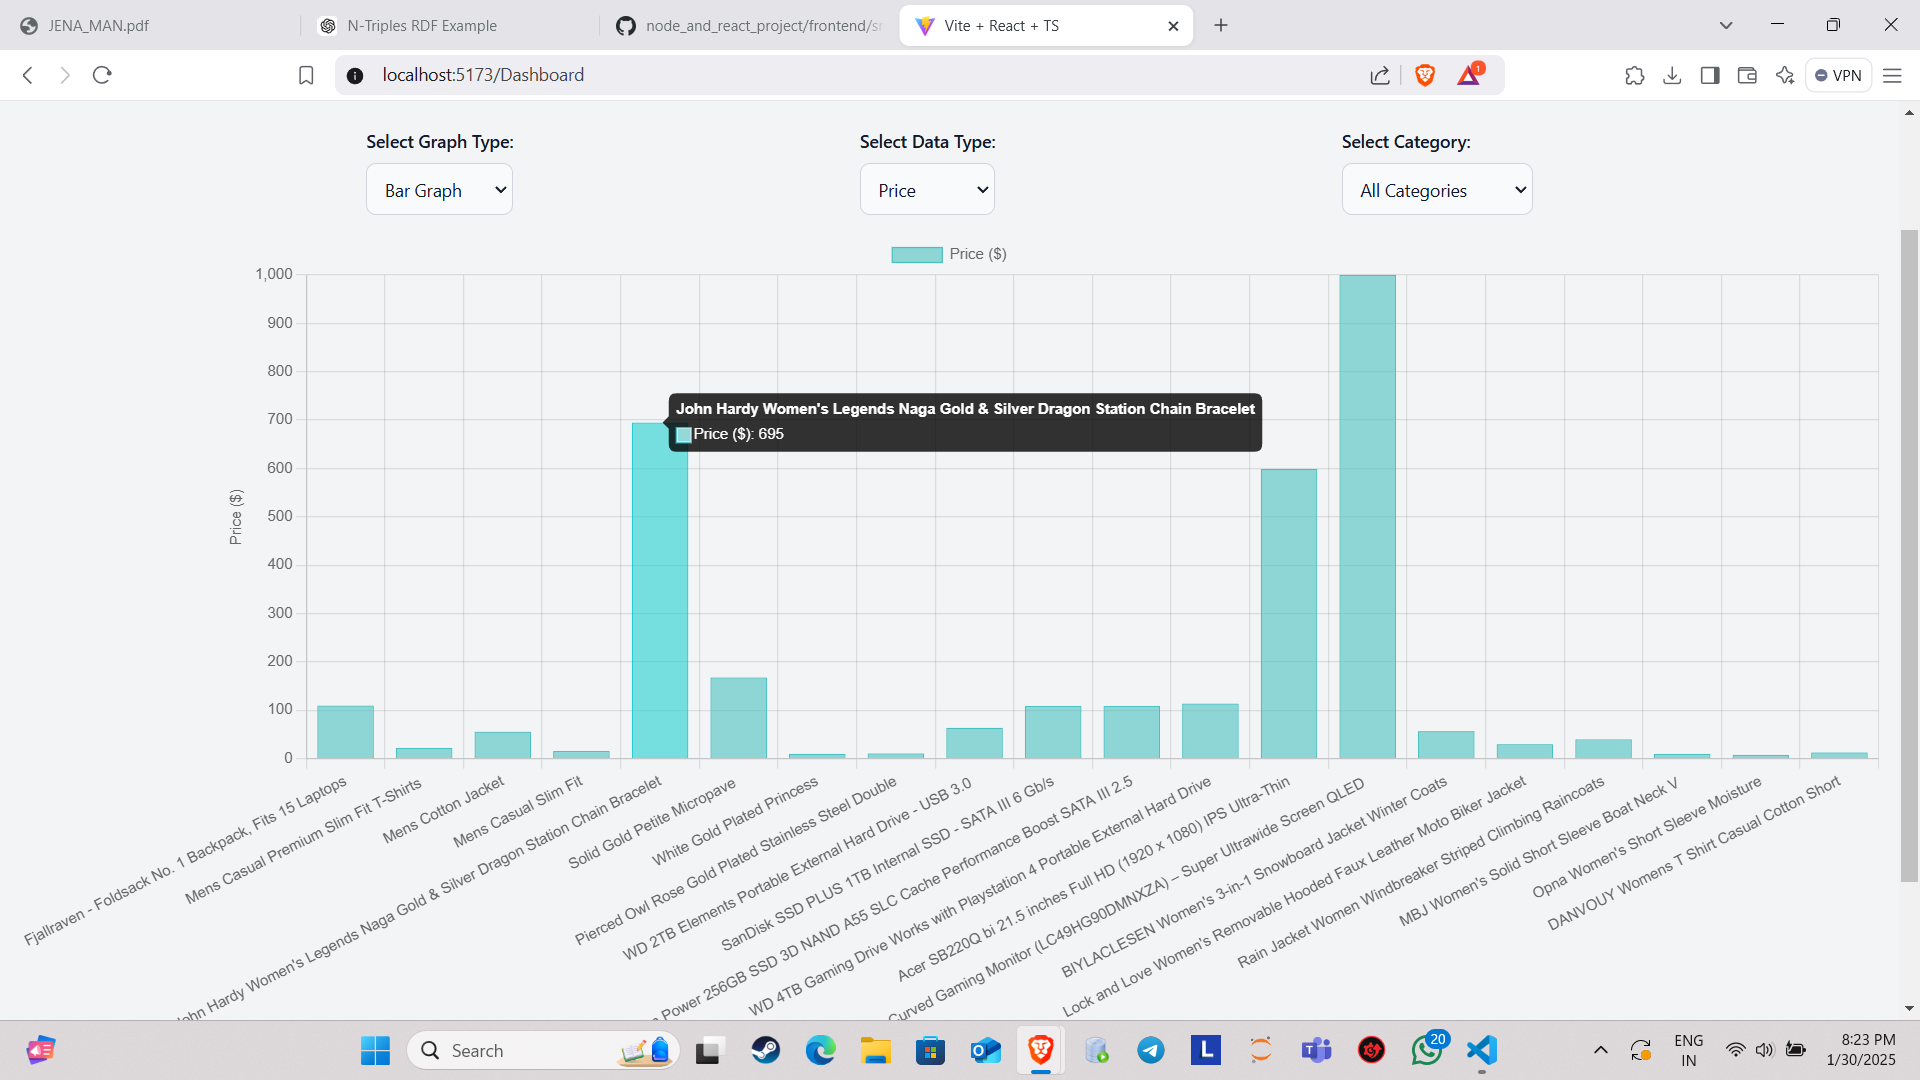 JENA_MAN.pdf
N-Triples RDF Example
node_and_react_project/frontend/sr
Vite + React + TS
localhost:5173/Dashboard
1
VPN
Select Graph Type:
Select Data Type:
Select Category:
Bar Graph
Price
All Categories
Price ($)
1,000
900
800
700
600
500
400
300
200
100
0
Price ($)
John Hardy Women's Legends Naga Gold & Silver Dragon Station Chain Bracelet
Price ($): 695
Fjallraven - Foldsack No. 1 Backpack, Fits 15 Laptops
Mens Casual Premium Slim Fit T-Shirts
Mens Cotton Jacket
Mens Casual Slim Fit
John Hardy Women's Legends Naga Gold & Silver Dragon Station Chain Bracelet
Solid Gold Petite Micropave
White Gold Plated Princess
Pierced Owl Rose Gold Plated Stainless Steel Double
WD 2TB Elements Portable External Hard Drive - USB 3.0
SanDisk SSD PLUS 1TB Internal SSD - SATA III 6 Gb/s
Power 256GB SSD 3D NAND A55 SLC Cache Performance Boost SATA III 2.5
WD 4TB Gaming Drive Works with Playstation 4 Portable External Hard Drive
Acer SB220Q bi 21.5 inches Full HD (1920 x 1080) IPS Ultra-Thin
Curved Gaming Monitor (LC49HG90DMNXZA) – Super Ultrawide Screen QLED
BIYLACLESEN Women's 3-in-1 Snowboard Jacket Winter Coats
Lock and Love Women's Removable Hooded Faux Leather Moto Biker Jacket
Rain Jacket Women Windbreaker Striped Climbing Raincoats
MBJ Women's Solid Short Sleeve Boat Neck V
Opna Women's Short Sleeve Moisture
DANVOUY Womens T Shirt Casual Cotton Short
Search
L
20
ENG
IN
8:23 PM
1/30/2025